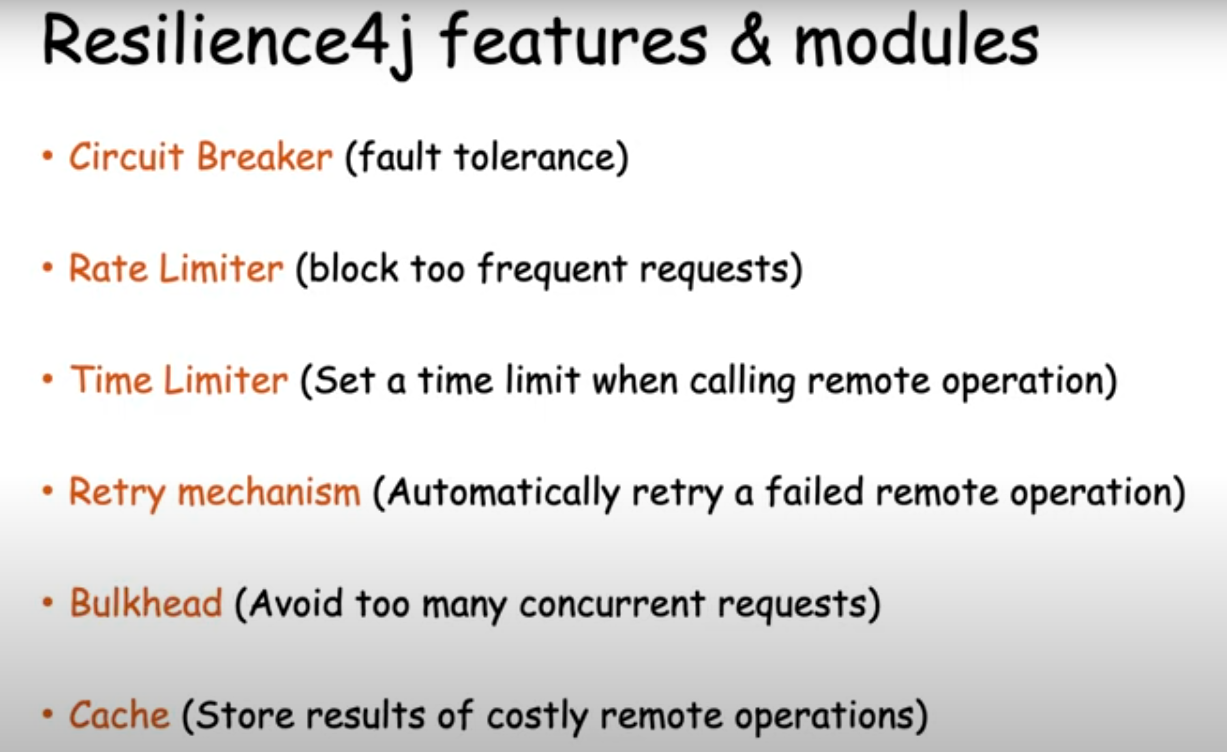 Resilience4j features & modules
• Circuit Breaker (fault tolerance)
• Rate Limiter (block too frequent requests)
• Time Limiter (Set a time limit when calling remote operation)
• Retry mechanism (Automatically retry a failed remote operation)
• Bulkhead (Avoid too many concurrent requests)
• Cache (Store results of costly remote operations)